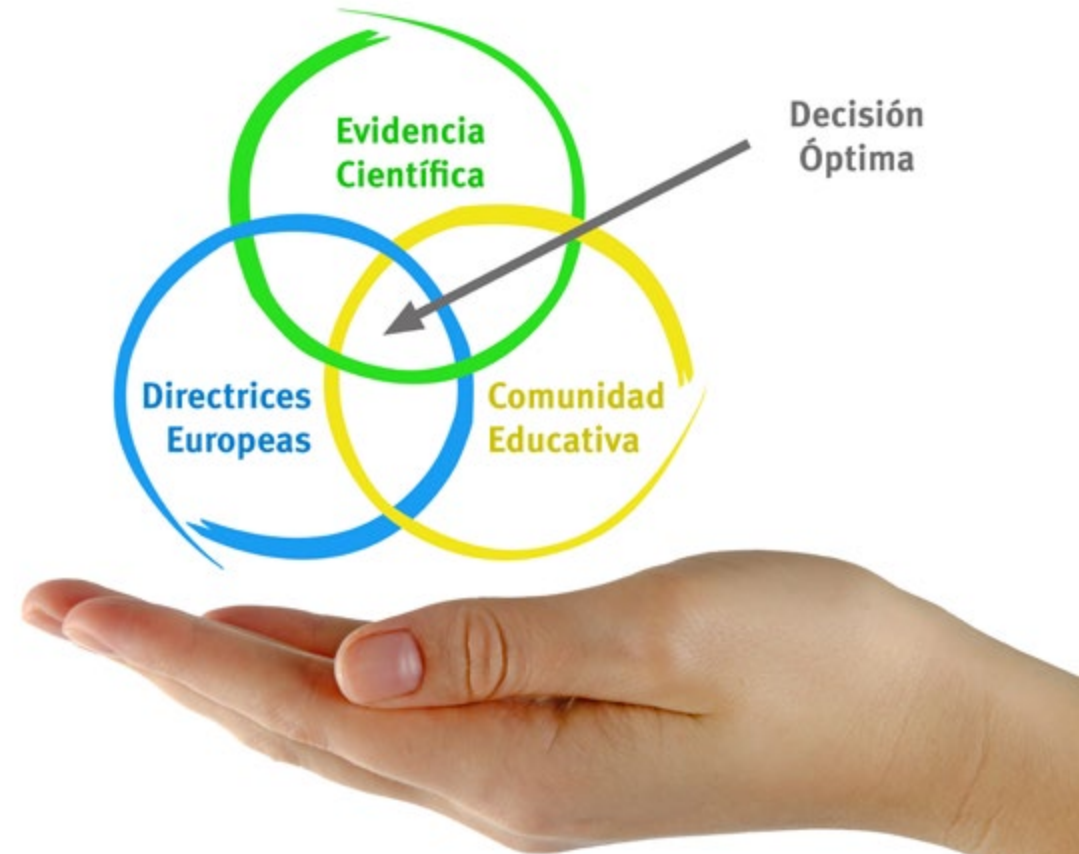 Evidencia
Científica
Decisión
Óptima
Directrices
Europeas
Comunidad
Educativa